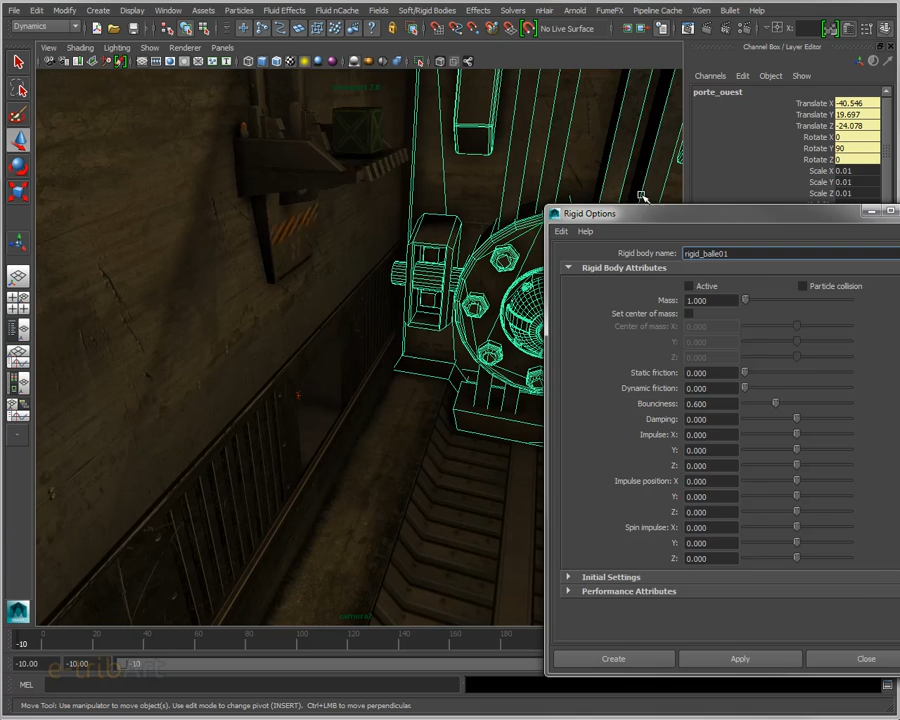 File Edit Modify Create Display Window Assets Particles Fluid Effects Fluid nCache Fields Soft/Rigid Bodies Effects Solvers nHair Arnold FumeFX Pipeline Cache XGen Bullet Help
Dynamics No Live Surface
Channel Box / Layer Editor
View Shading Lighting Show Renderer Panels
Channels Edit Object Show
porte_ouest
Translate X -40.546
Translate Y 19.697
Translate Z -24.078
Rotate X 0
Rotate Y 90
Rotate Z 0
Scale X 0.01
Scale Y 0.01
Scale Z 0.01
Rigid Options
Edit Help
Rigid body name: rigid_balle01
Rigid Body Attributes
Active Particle collision
Mass: 1.000
Set center of mass:
Center of mass: X: 0.000
Y: 0.000
Z: 0.000
Static friction: 0.000
Dynamic friction: 0.000
Bounciness: 0.600
Damping: 0.000
Impulse: X: 0.000
Y: 0.000
Z: 0.000
Impulse position: X 0.000
Y: 0.000
Z: 0.000
Spin impulse: X: 0.000
Y: 0.000
Z: 0.000
Initial Settings
Performance Attributes
Create Apply Close
0 20 40 60 80 100 120 140 160 180
-10
-10.00 -10.00 -10
e-tribArt
MEL
Move Tool: Use manipulator to move object(s). Use edit mode to change pivot (INSERT). Ctrl+LMB to move perpendicular.